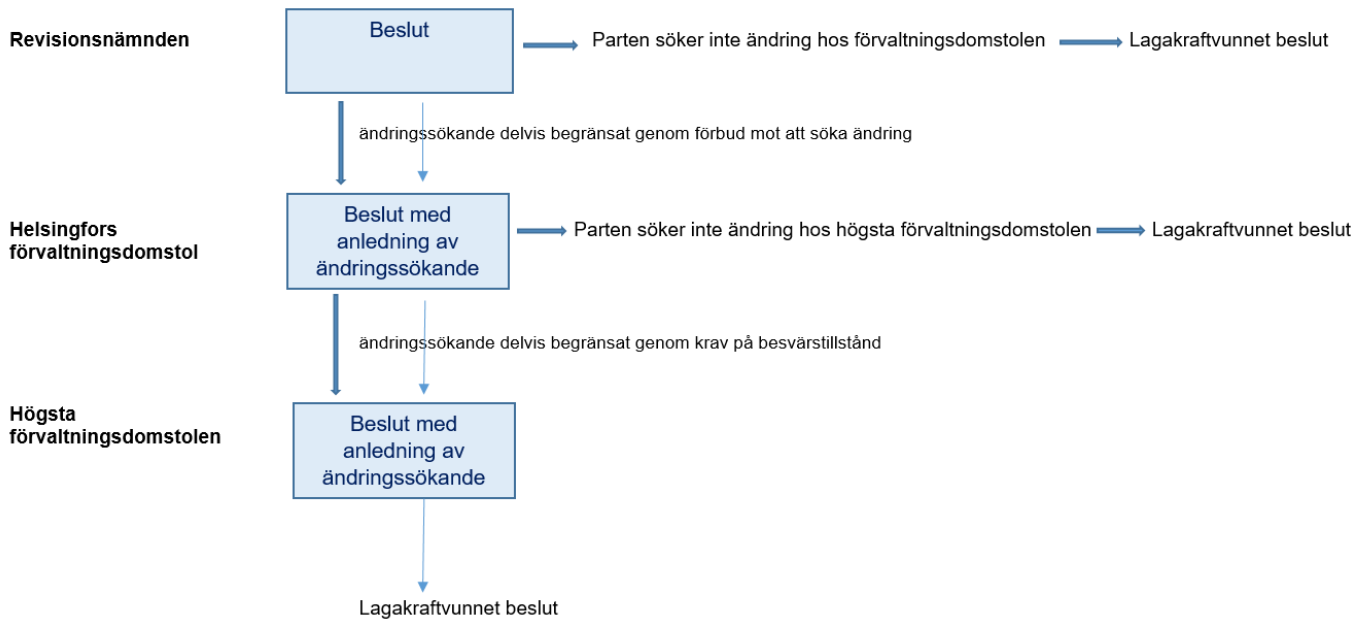 Revisionsnämnden
Beslut
Parten söker inte ändring hos förvaltningsdomstolen
Lagakraftvunnet beslut
ändringssökande delvis begränsat genom förbud mot att söka ändring
Helsingfors
förvaltningsdomstol
Beslut med
anledning av
ändringssökande
Parten söker inte ändring hos högsta förvaltningsdomstolen
Lagakraftvunnet beslut
ändringssökande delvis begränsat genom krav på besvärstillstånd
Högsta
förvaltningsdomstolen
Beslut med
anledning av
ändringssökande
Lagakraftvunnet beslut